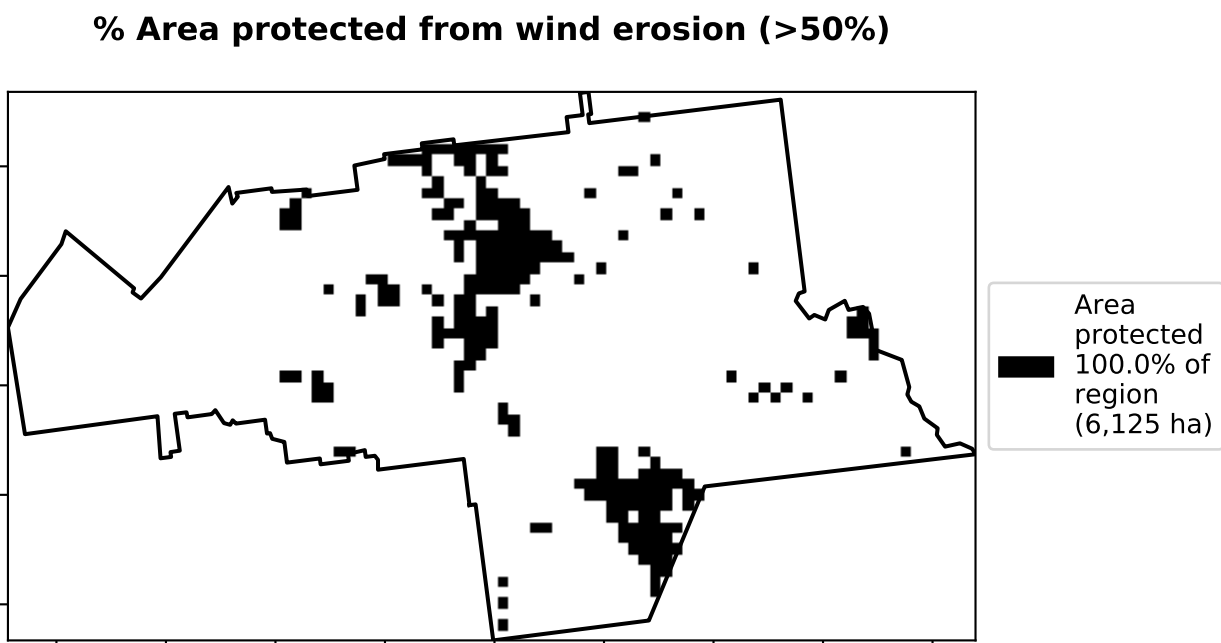 % Area protected from wind erosion (>50%)
Area
protected
100.0% of
region
(6,125 ha)